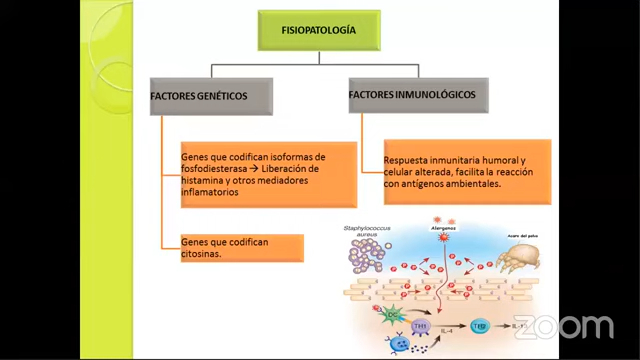 FISIOPATOLOGÍA
FACTORES GENÉTICOS
FACTORES INMUNOLÓGICOS
Genes que codifican isoformas de
fosfodiesterasa → Liberación de
histamina y otros mediadores
inflamatorios
Respuesta inmunitaria humoral y
celular alterada, facilita la reacción
con antígenos ambientales.
Genes que codifican
citosinas.
Staphylococcus
aureus
Alergenos
Acaro del polvo
DC
TH1
IL-4
TH2
zoom